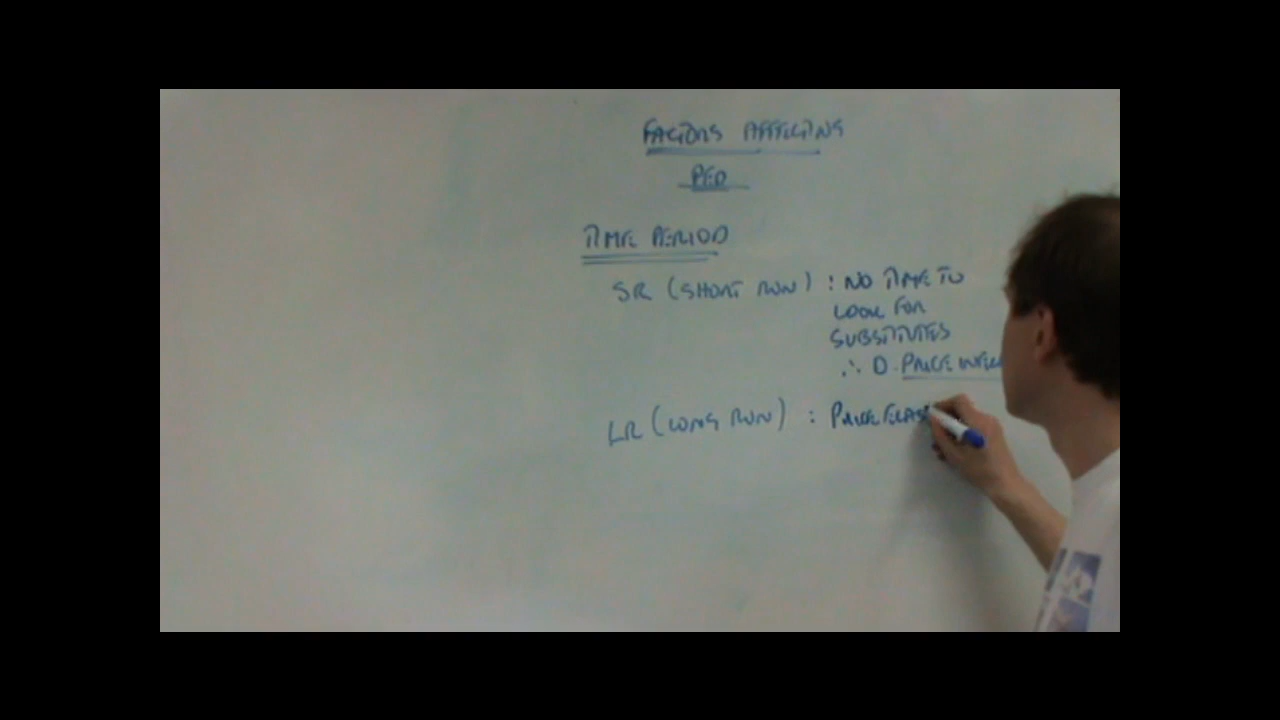 FACTORS AFFECTING
PED
TIME PERIOD
SR (SHORT RUN) : NO TIME TO
LOOK FOR
SUBSTITUTES
∴ D. PRICE INEL
LR (LONG RUN) : PRICE ELAS